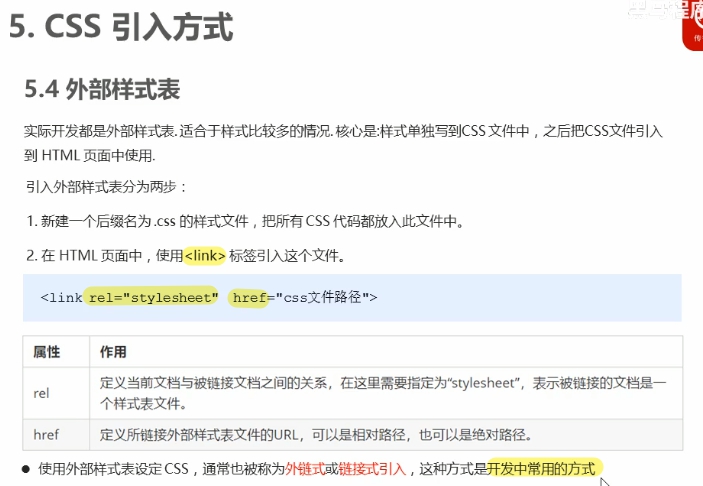 5. CSS 引入方式
5.4 外部样式表
实际开发都是外部样式表. 适合于样式比较多的情况. 核心是:样式单独写到CSS 文件中，之后把CSS文件引入
到 HTML 页面中使用.
引入外部样式表分为两步：
1. 新建一个后缀名为 .css 的样式文件，把所有 CSS 代码都放入此文件中。
2. 在 HTML 页面中，使用<link> 标签引入这个文件。
<link rel="stylesheet" href="css文件路径">
属性 作用
rel 定义当前文档与被链接文档之间的关系，在这里需要指定为“stylesheet”，表示被链接的文档是一
个样式表文件。
href 定义所链接外部样式表文件的URL，可以是相对路径，也可以是绝对路径。
● 使用外部样式表设定 CSS，通常也被称为外链式或链接式引入，这种方式是开发中常用的方式